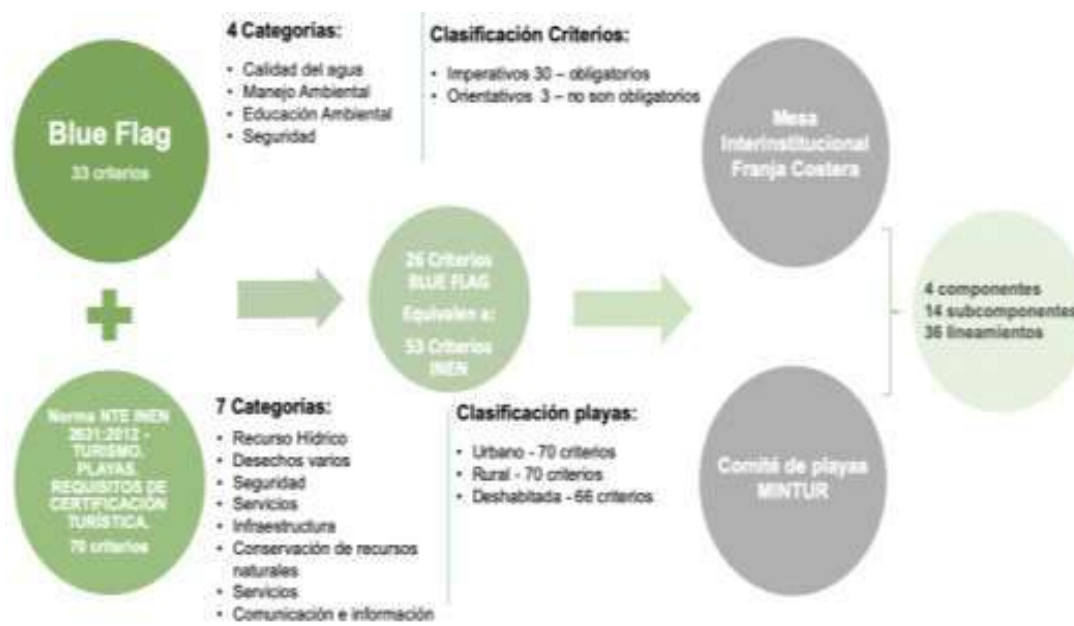 4 Categorías:
• Calidad del agua
• Manejo Ambiental
• Educación Ambiental
• Seguridad
Clasificación Criterios:
• Imperativos 30 – obligatorios
• Orientativos 3 – no son obligatorios
Blue Flag
33 criterios
Mesa
Interinstitucional
Franja Costera
26 Criterios
BLUE FLAG
Equivalen a:
53 Criterios
INEN
4 componentes
14 subcomponentes
36 lineamientos
Norma NTE INEN
2631:2012 -
TURISMO.
PLAYAS.
REQUISITOS DE
CERTIFICACIÓN
TURÍSTICA.
70 criterios
7 Categorías:
• Recurso Hídrico
• Desechos varios
• Seguridad
• Servicios
• Infraestructura
• Conservación de recursos
naturales
• Servicios
• Comunicación e información
Clasificación playas:
• Urbano - 70 criterios
• Rural - 70 criterios
• Deshabitada - 66 criterios
Comité de playas
MINTUR